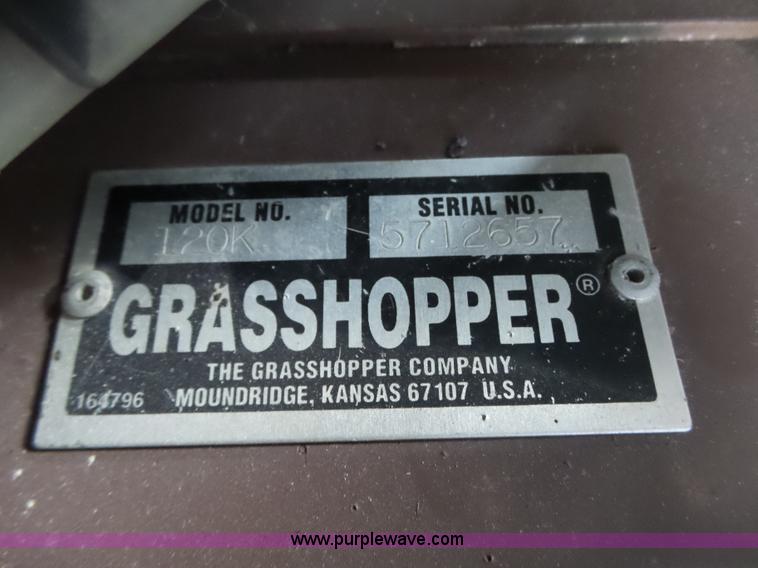 MODEL NO. SERIAL NO.
120K 5712657
GRASSHOPPER®
THE GRASSHOPPER COMPANY
164796 MOUNDRIDGE, KANSAS 67107 U.S.A.
www.purplewave.com